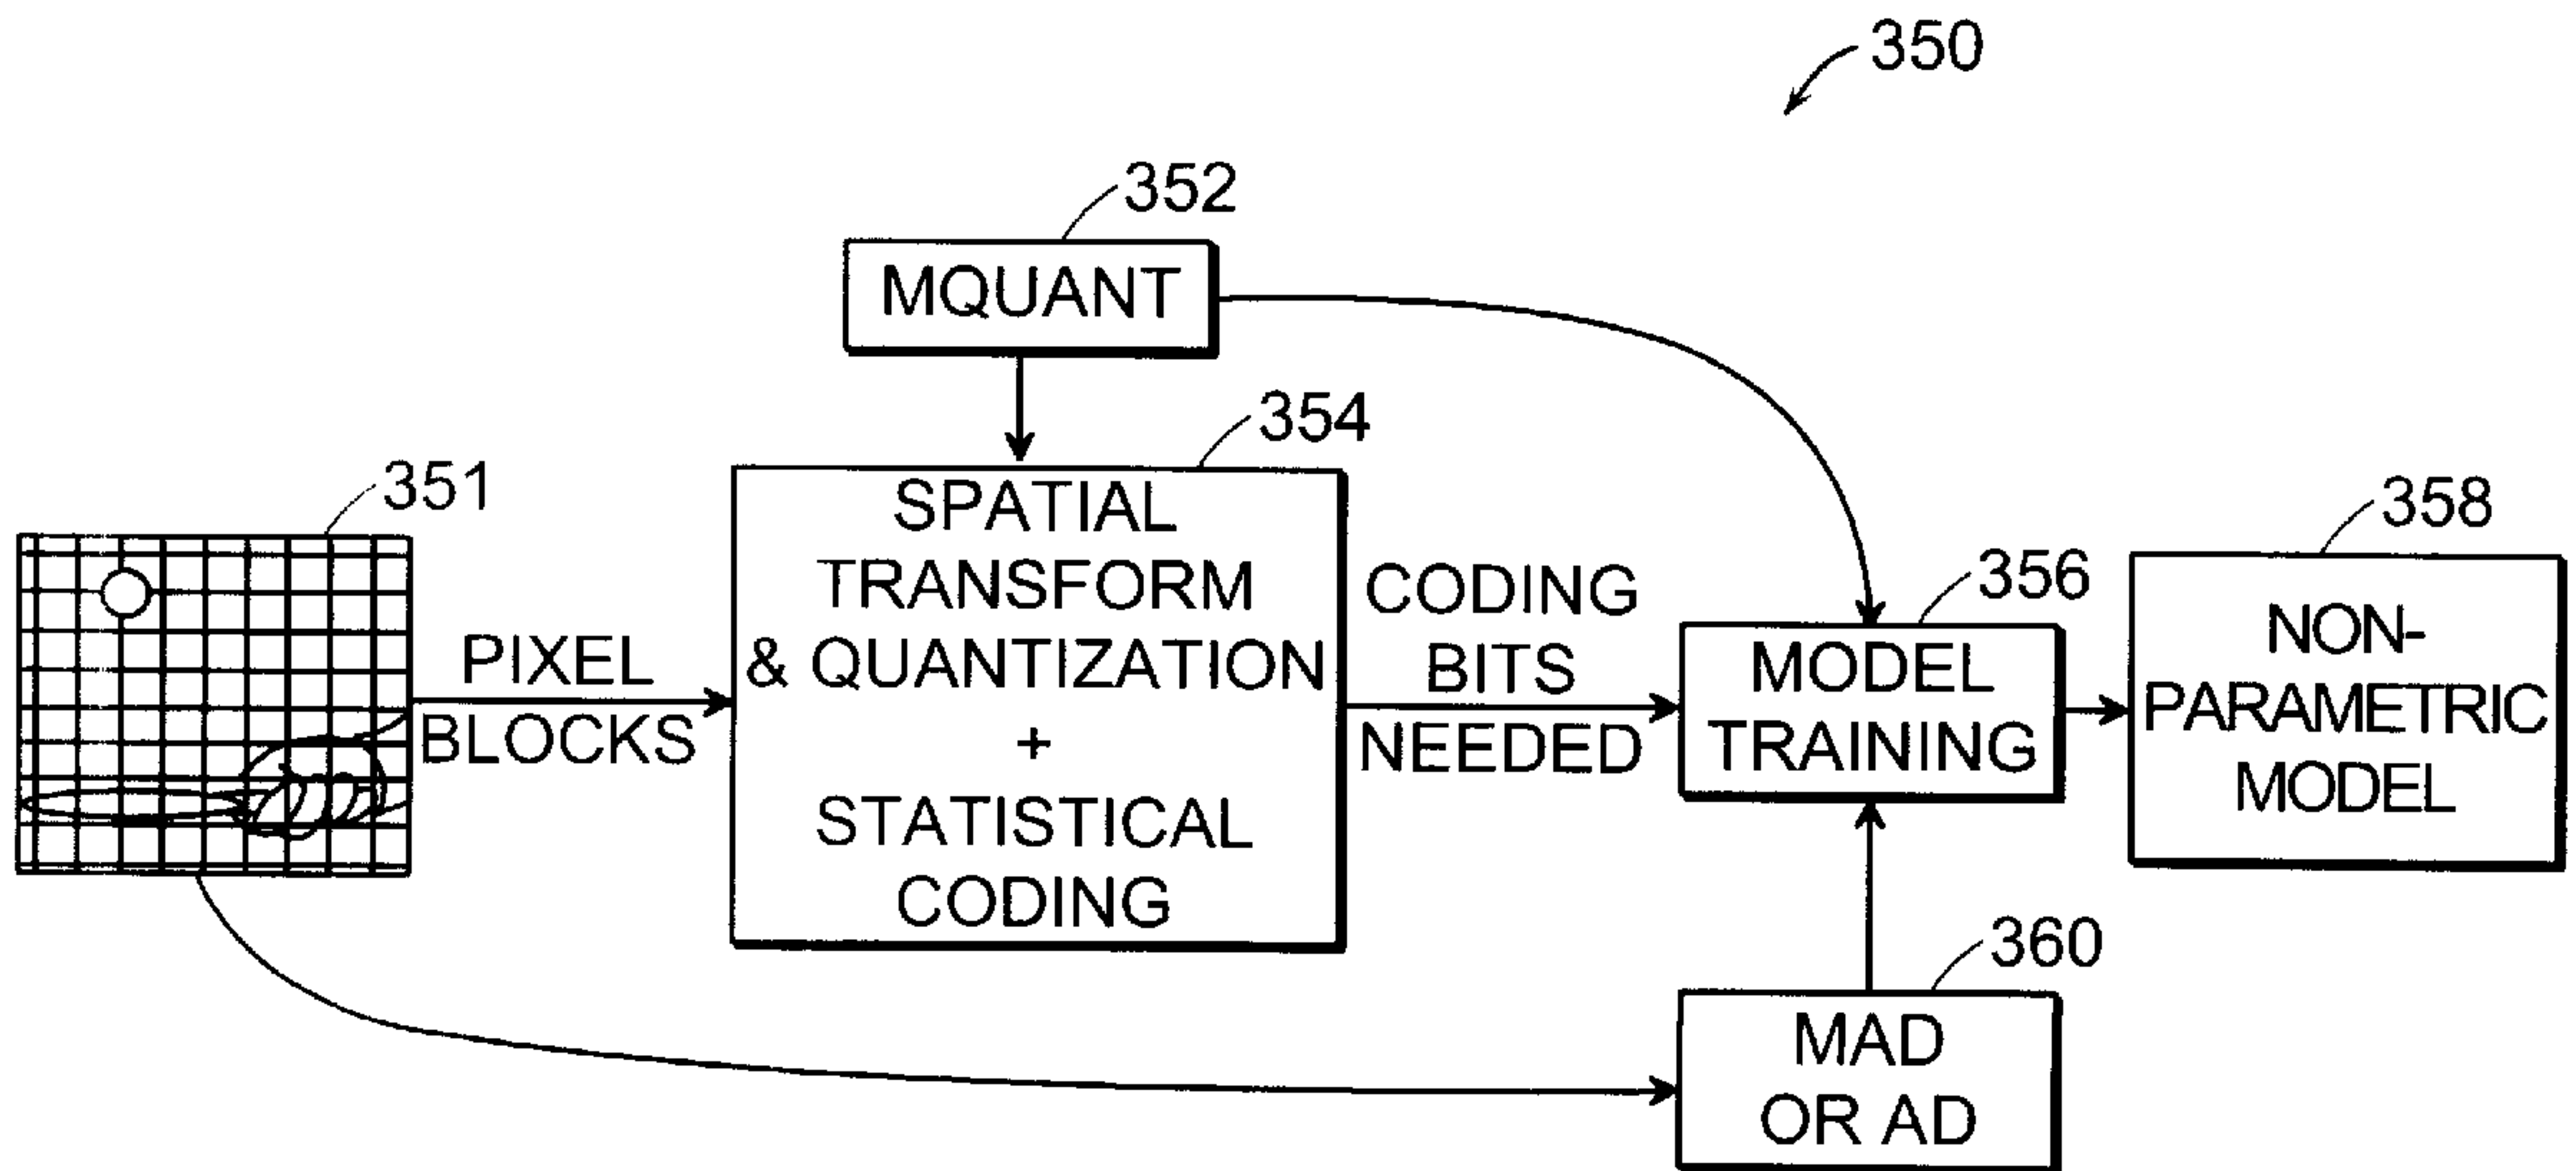 350
352
MQUANT
354
351
SPATIAL
TRANSFORM
& QUANTIZATION
+
STATISTICAL
CODING
PIXEL
BLOCKS
CODING
BITS
NEEDED
356
MODEL
TRAINING
358
NON-
PARAMETRIC
MODEL
360
MAD
OR AD